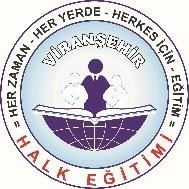 = HER ZAMAN - HER YERDE - HERKES İÇİN - EĞİTİM =
VİRANŞEHİR
HALK EĞİTİMİ